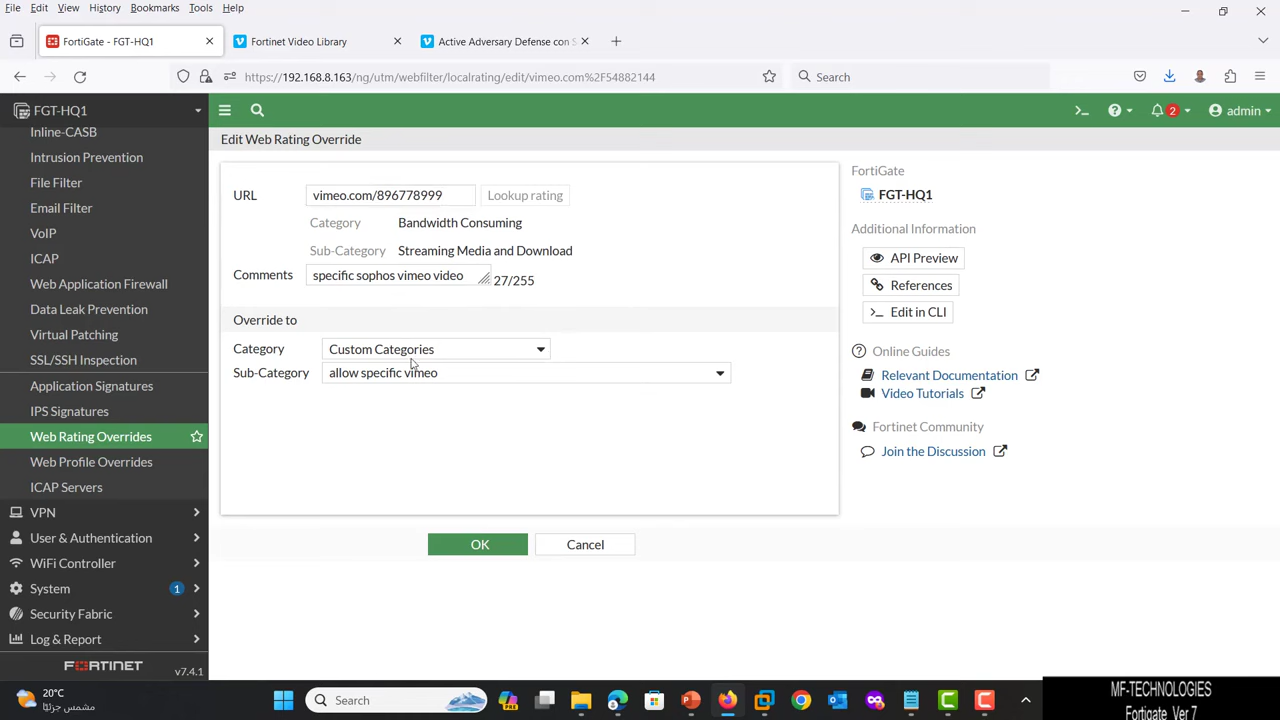 File Edit View History Bookmarks Tools Help
FortiGate - FGT-HQ1
Fortinet Video Library
Active Adversary Defense con S
https://192.168.8.163/ng/utm/webfilter/localrating/edit/vimeo.com%2F54882144
Search
FGT-HQ1
2
admin
Inline-CASB
Intrusion Prevention
File Filter
Email Filter
VoIP
ICAP
Web Application Firewall
Data Leak Prevention
Virtual Patching
SSL/SSH Inspection
Application Signatures
IPS Signatures
Web Rating Overrides
Web Profile Overrides
ICAP Servers
VPN
User & Authentication
WiFi Controller
System 1
Security Fabric
Log & Report
FORTINET
v7.4.1
Edit Web Rating Override
URL vimeo.com/896778999 Lookup rating
Category Bandwidth Consuming
Sub-Category Streaming Media and Download
Comments specific sophos vimeo video 27/255
Override to
Category Custom Categories
Sub-Category allow specific vimeo
OK Cancel
FortiGate
FGT-HQ1
Additional Information
API Preview
References
Edit in CLI
Online Guides
Relevant Documentation
Video Tutorials
Fortinet Community
Join the Discussion
20°C
مشمس جزئيًا
Search
MF-TECHNOLOGIES
Fortigate Ver 7